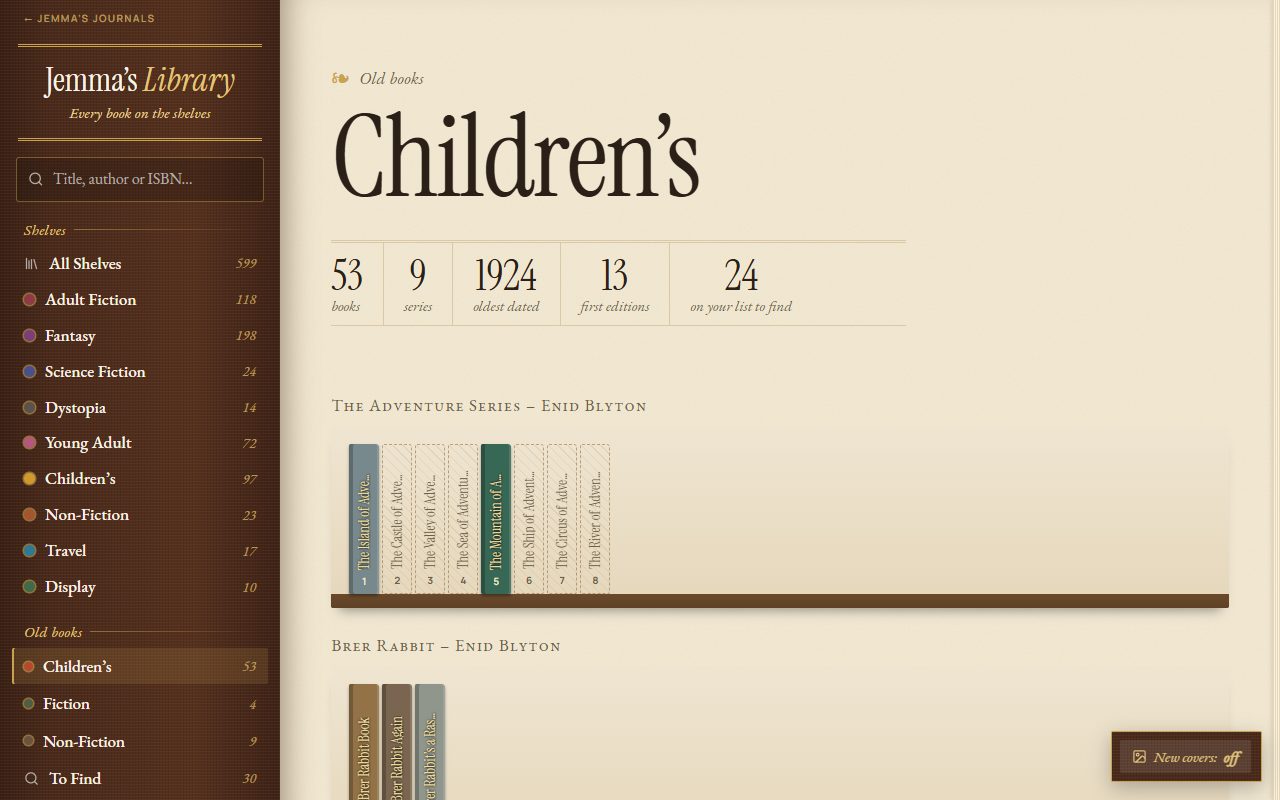 ← JEMMA'S JOURNALS
Jemma's Library
Every book on the shelves
Title, author or ISBN...
Shelves
All Shelves 599
Adult Fiction 118
Fantasy 198
Science Fiction 24
Dystopia 14
Young Adult 72
Children's 97
Non-Fiction 23
Travel 17
Display 10
Old books
Children's 53
Fiction 4
Non-Fiction 9
To Find 30
Old books
Children's
53 books
9 series
1924 oldest dated
13 first editions
24 on your list to find
The Adventure Series – Enid Blyton
The Island of Adve... 1
The Castle of Adve... 2
The Valley of Adve... 3
The Sea of Adventu... 4
The Mountain of A... 5
The Ship of Advent... 6
The Circus of Adve... 7
The River of Adven... 8
Brer Rabbit – Enid Blyton
Brer Rabbit Book
Brer Rabbit Again
er Rabbit's a Ras...
New covers: off